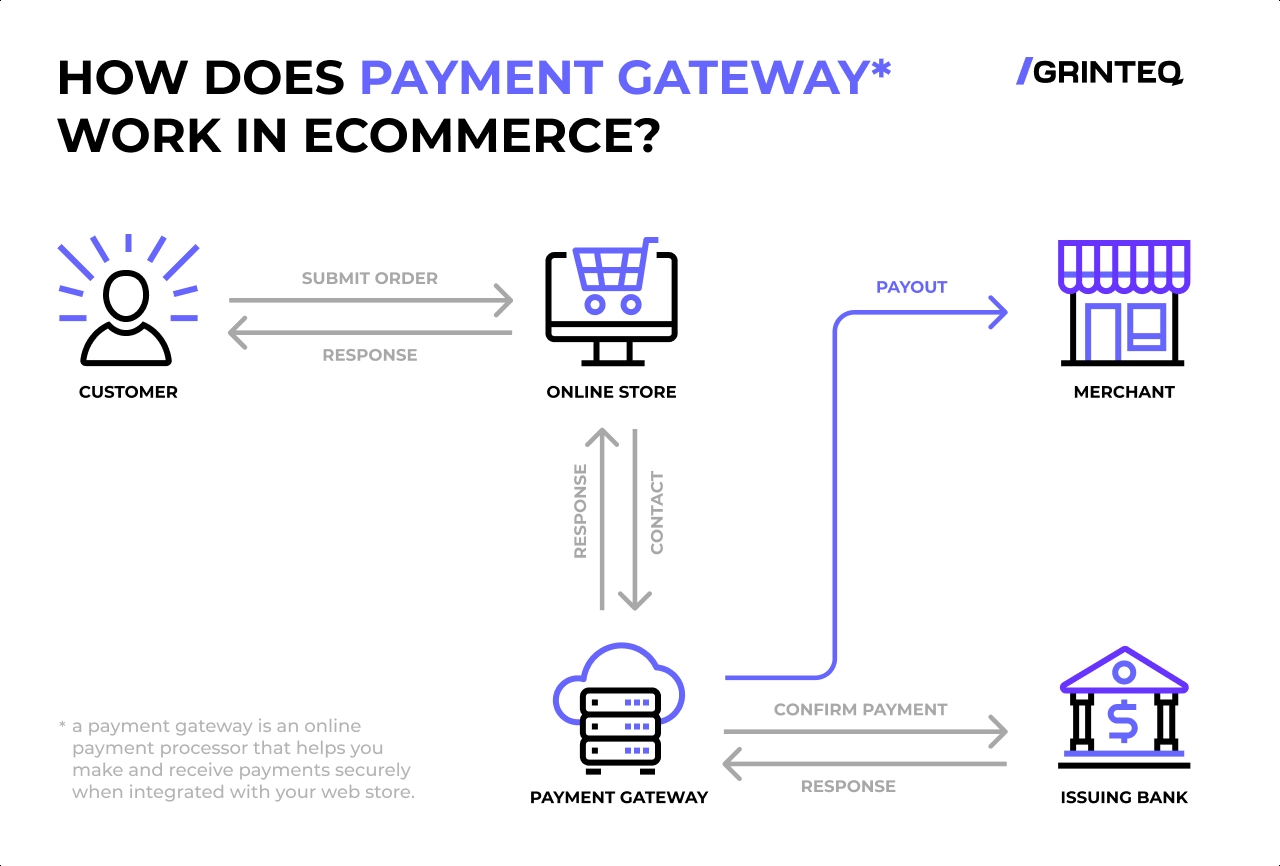 HOW DOES PAYMENT GATEWAY*
WORK IN ECOMMERCE?
/GRINTEQ
SUBMIT ORDER
RESPONSE
PAYOUT
CUSTOMER
ONLINE STORE
MERCHANT
RESPONSE
CONTACT
CONFIRM PAYMENT
RESPONSE
$
PAYMENT GATEWAY
ISSUING BANK
* a payment gateway is an online
payment processor that helps you
make and receive payments securely
when integrated with your web store.